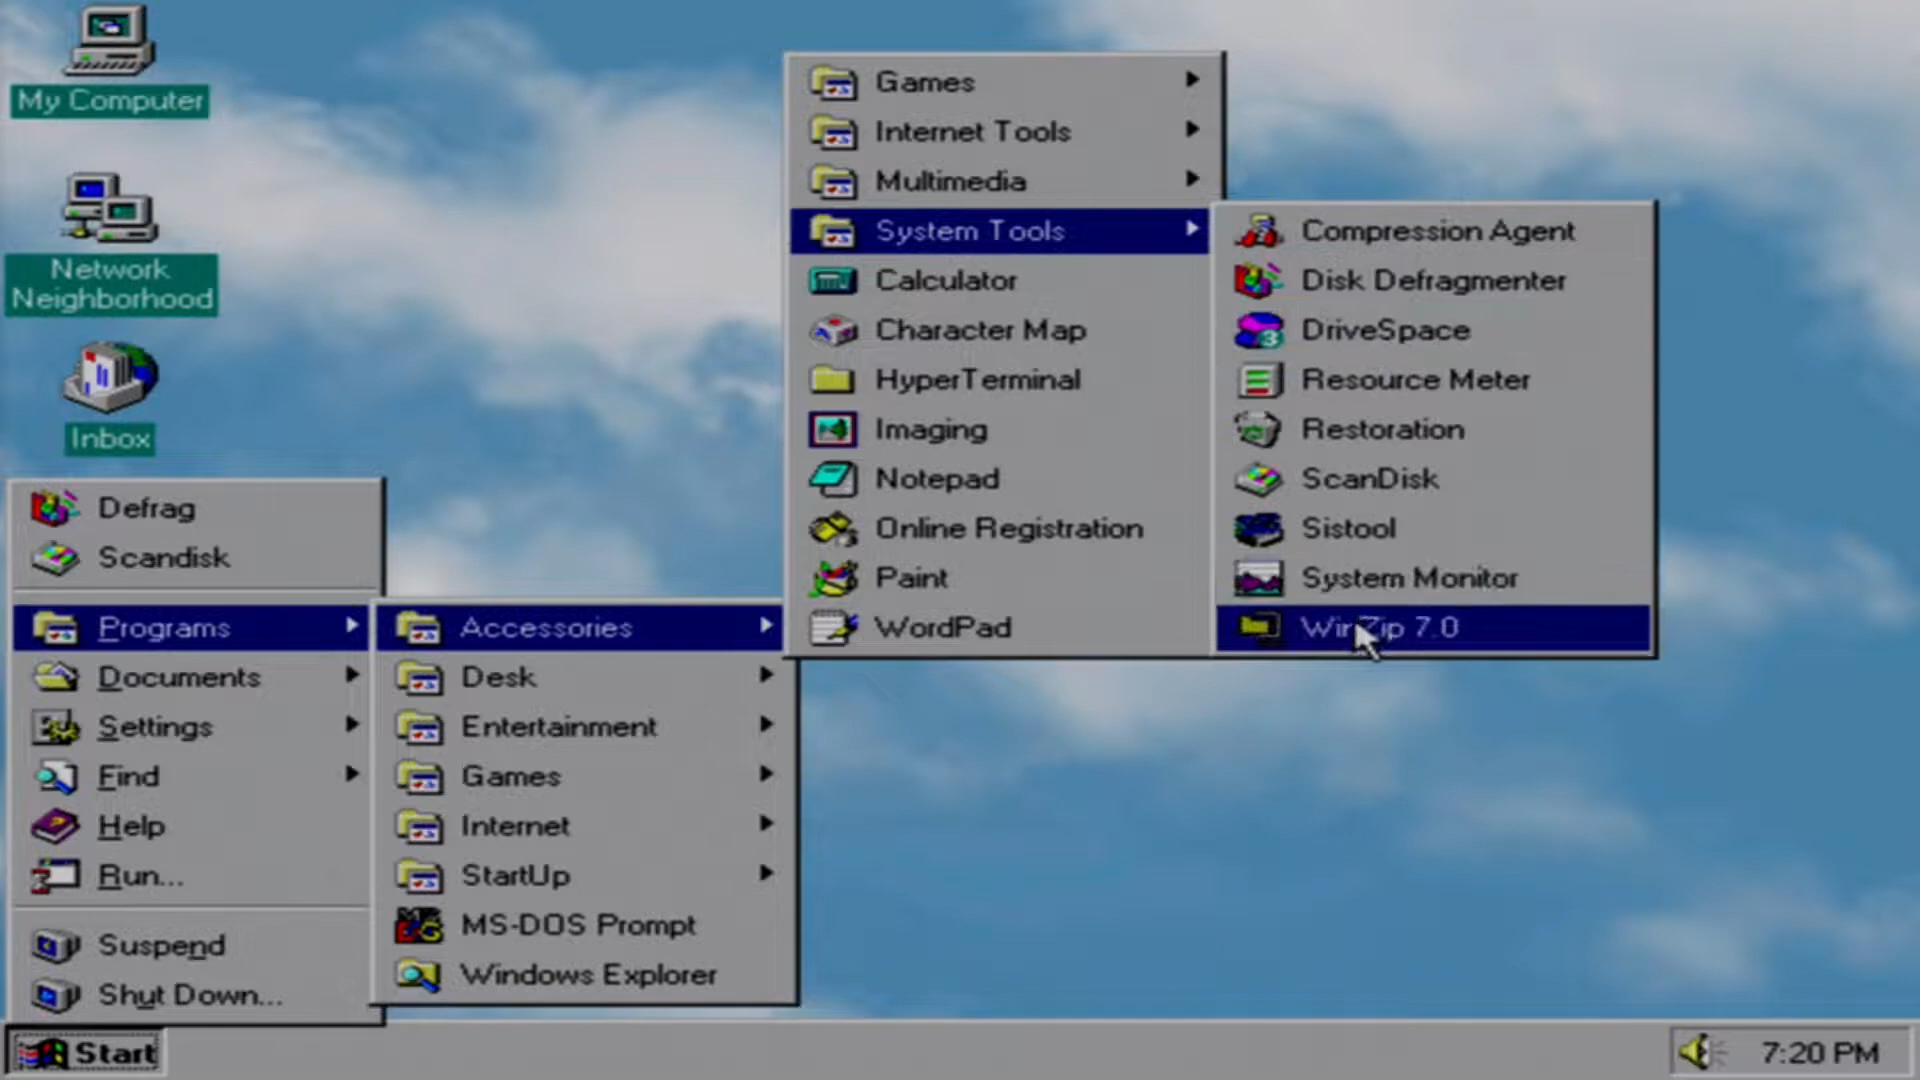 My Computer
Network
Neighborhood
Inbox
Defrag
Scandisk
Programs
Documents
Settings
Find
Help
Run...
Suspend
Shut Down...
Accessories
Desk
Entertainment
Games
Internet
StartUp
MS-DOS Prompt
Windows Explorer
Games
Internet Tools
Multimedia
System Tools
Calculator
Character Map
HyperTerminal
Imaging
Notepad
Online Registration
Paint
WordPad
Compression Agent
Disk Defragmenter
DriveSpace
Resource Meter
Restoration
ScanDisk
Sistool
System Monitor
WinZip 7.0
Start
7:20 PM